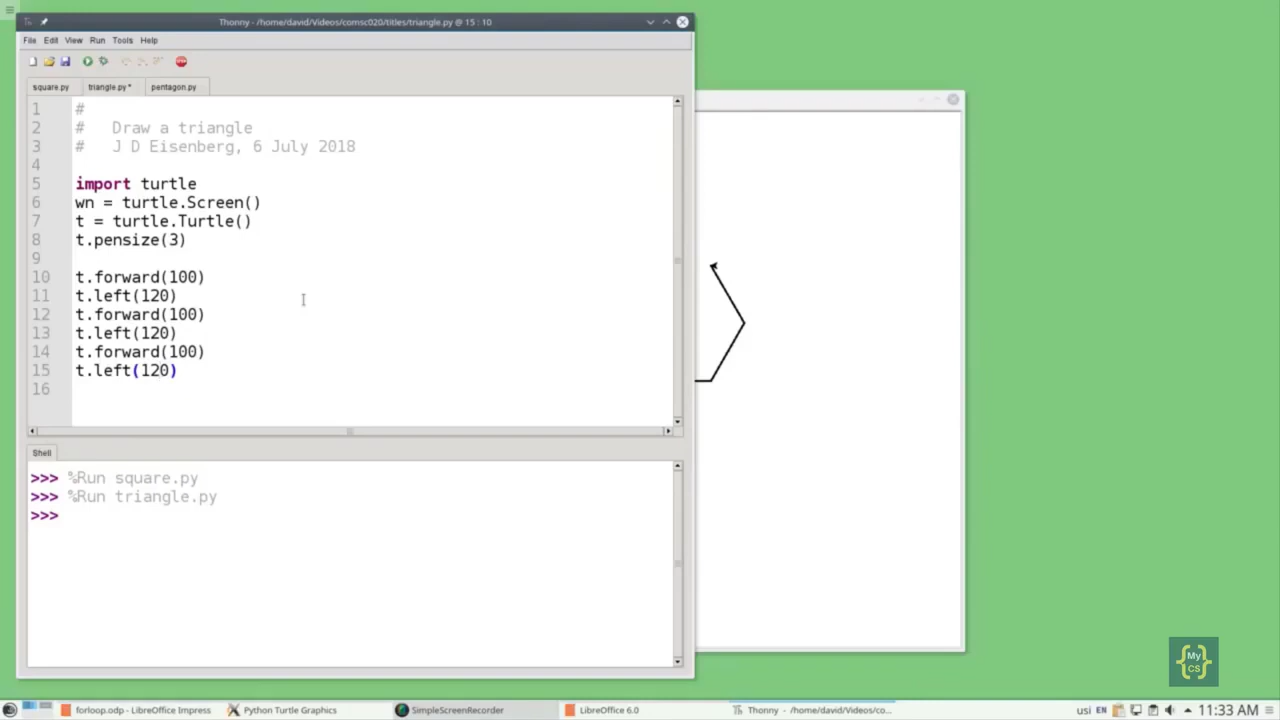 Thonny - /home/david/Videos/comsc020/titles/triangle.py @ 15 : 10
File Edit View Run Tools Help
square.py triangle.py * pentagon.py
1 #
2 #   Draw a triangle
3 #   J D Eisenberg, 6 July 2018
4
5 import turtle
6 wn = turtle.Screen()
7 t = turtle.Turtle()
8 t.pensize(3)
9
10 t.forward(100)
11 t.left(120)
12 t.forward(100)
13 t.left(120)
14 t.forward(100)
15 t.left(120)
16
Shell
>>> %Run square.py
>>> %Run triangle.py
>>>
{My CS}
forloop.odp - LibreOffice Impress Python Turtle Graphics SimpleScreenRecorder LibreOffice 6.0 Thonny - /home/david/Videos/co... usi EN 11:33 AM